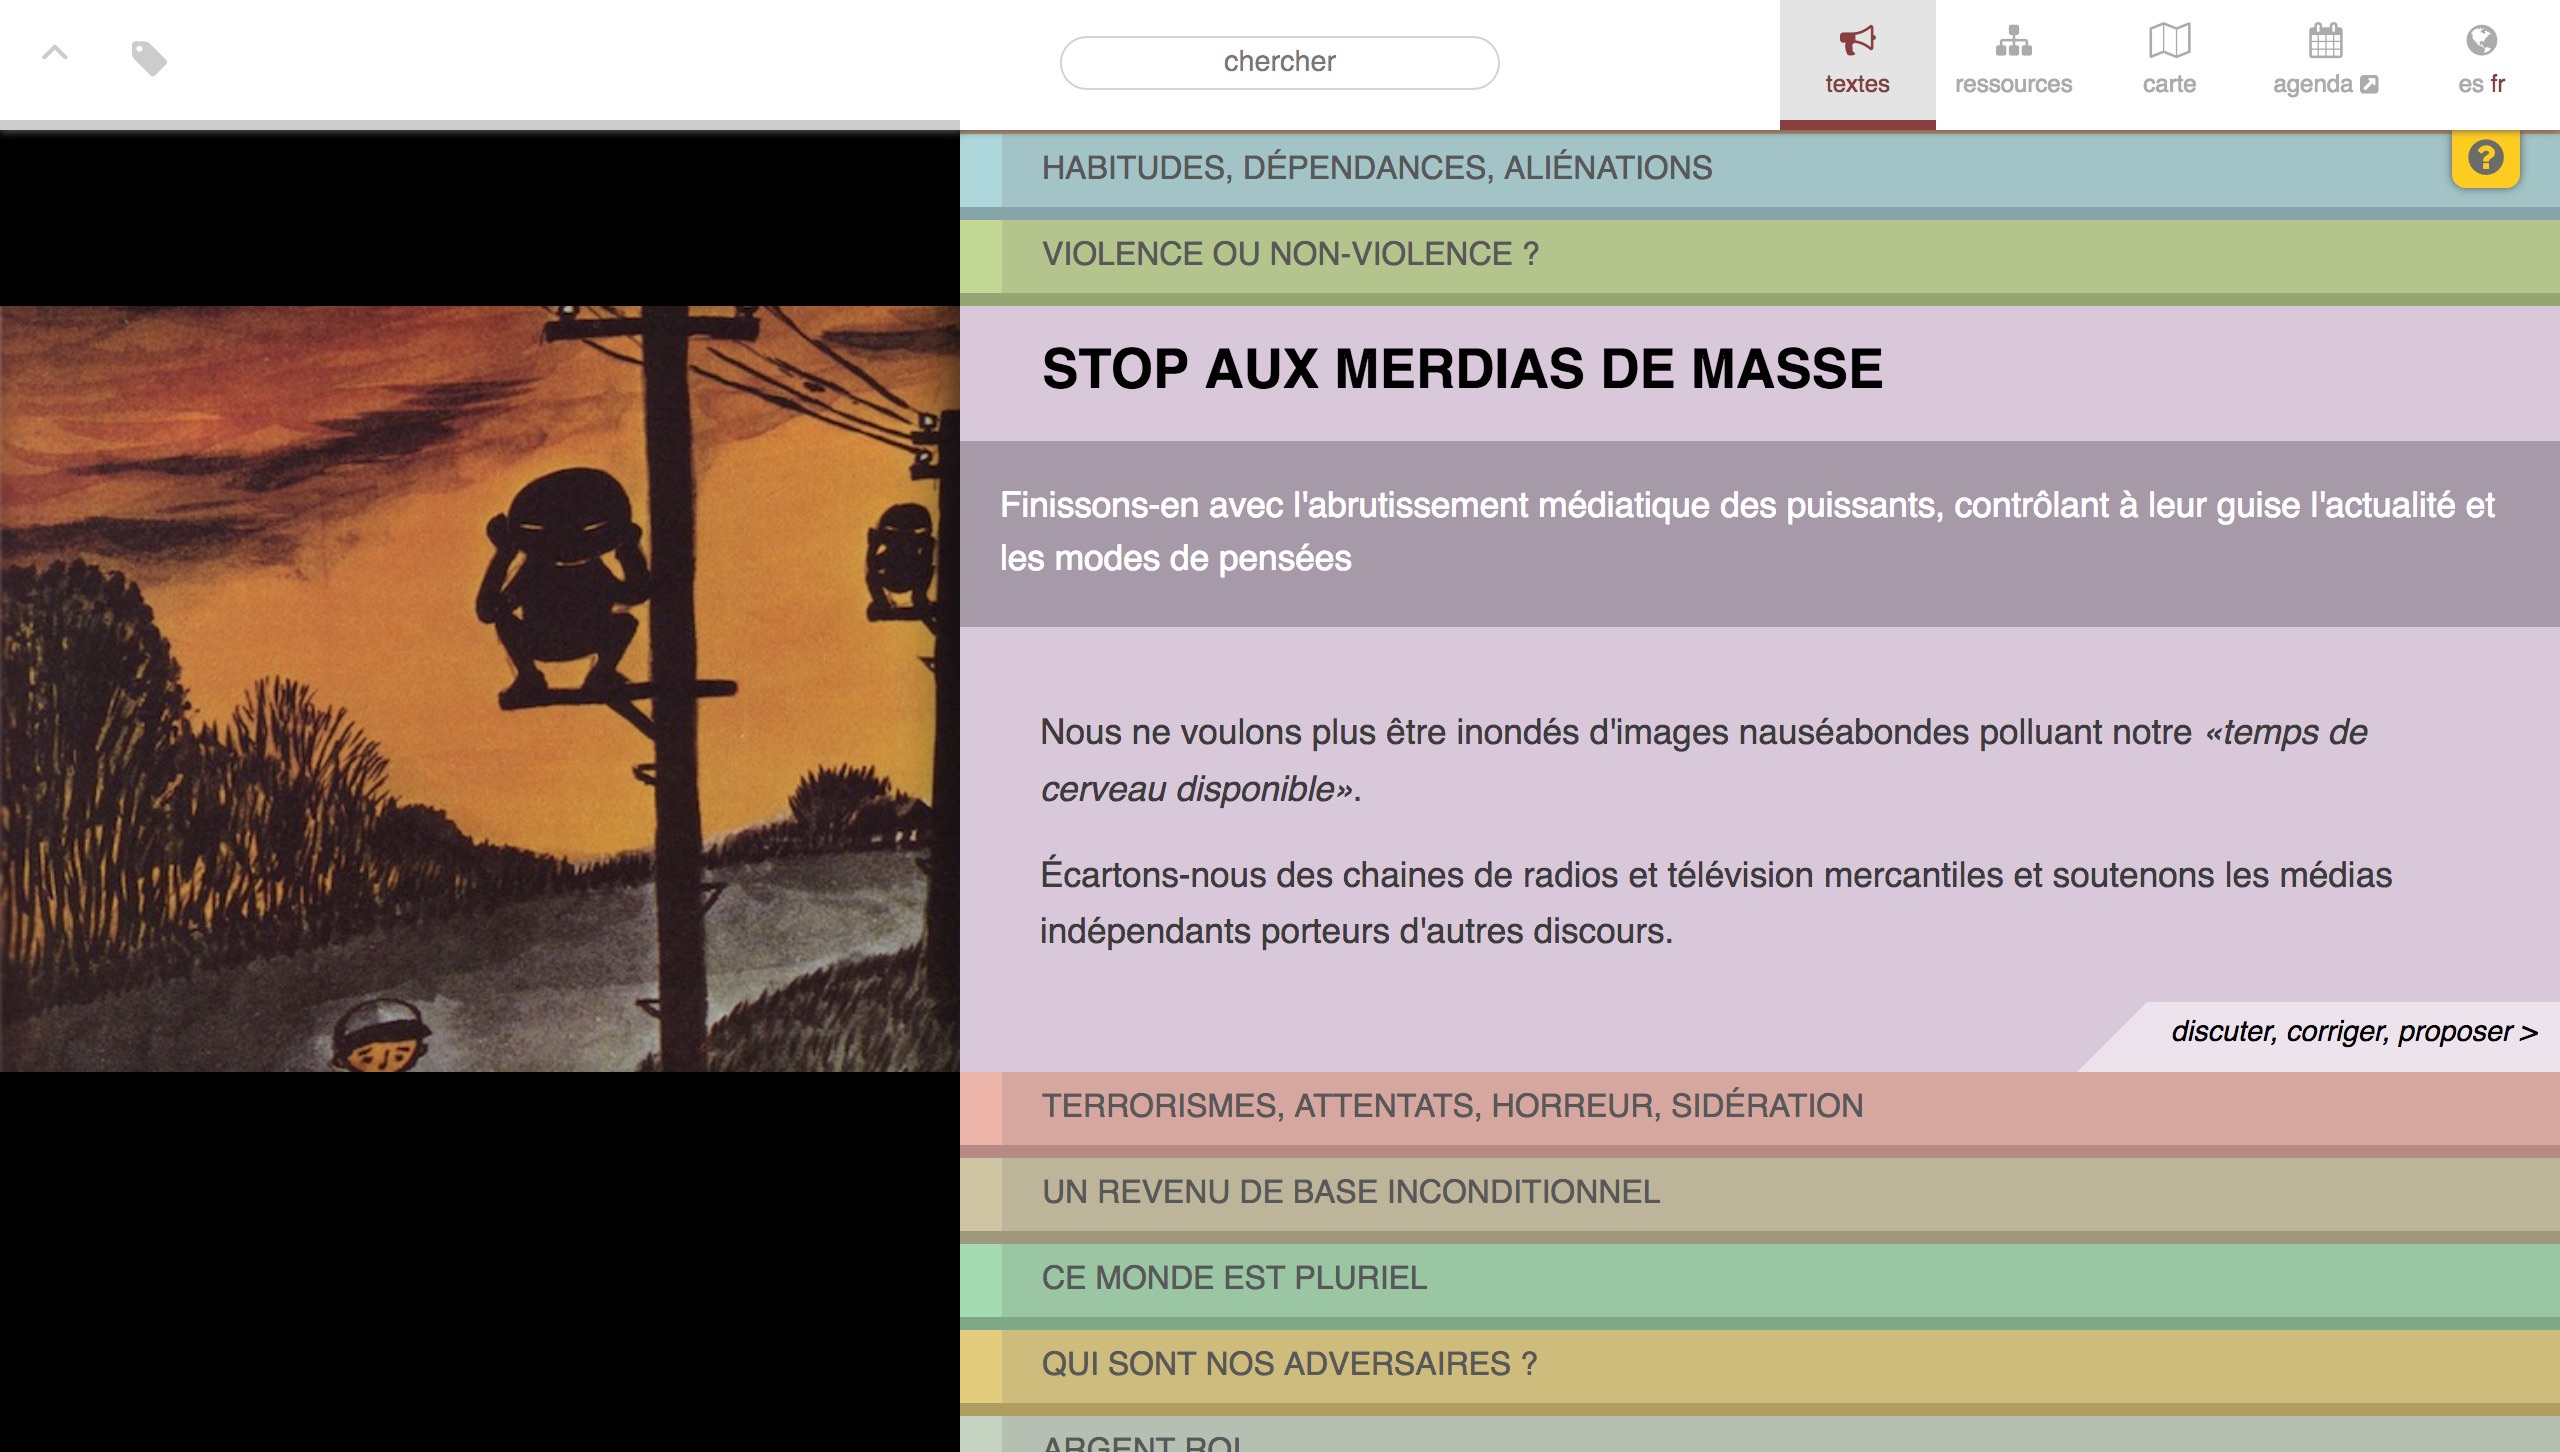 chercher
textes
ressources
carte
agenda
es fr
HABITUDES, DÉPENDANCES, ALIÉNATIONS
VIOLENCE OU NON-VIOLENCE ?
STOP AUX MERDIAS DE MASSE
Finissons-en avec l'abrutissement médiatique des puissants, contrôlant à leur guise l'actualité et
les modes de pensées
Nous ne voulons plus être inondés d'images nauséabondes polluant notre «temps de
cerveau disponible».
Écartons-nous des chaines de radios et télévision mercantiles et soutenons les médias
indépendants porteurs d'autres discours.
discuter, corriger, proposer >
TERRORISMES, ATTENTATS, HORREUR, SIDÉRATION
UN REVENU DE BASE INCONDITIONNEL
CE MONDE EST PLURIEL
QUI SONT NOS ADVERSAIRES ?
ARGENT ROI